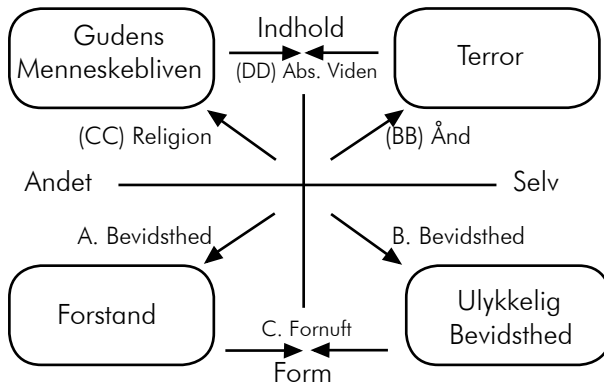 Gudens
Menneskebliven
Indhold
(DD) Abs. Viden
Terror
(CC) Religion
(BB) Ånd
Andet
Selv
A. Bevidsthed
B. Bevidsthed
Forstand
C. Fornuft
Form
Ulykkelig
Bevidsthed